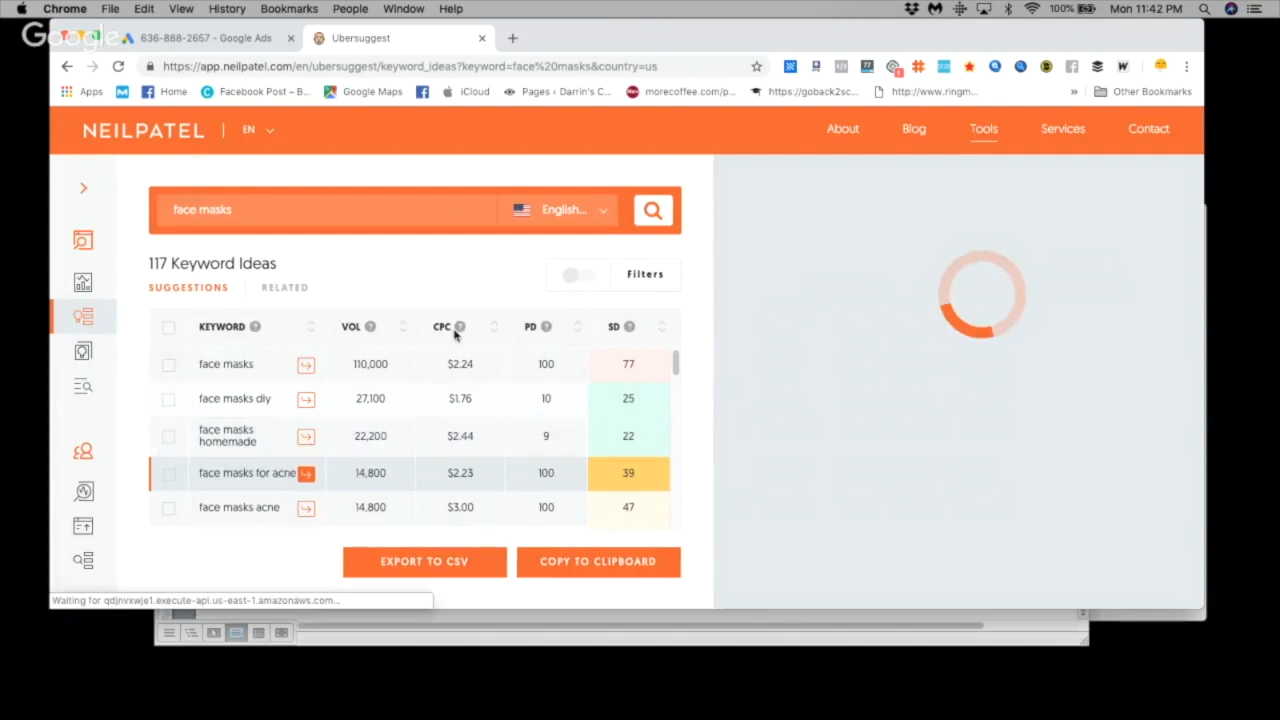 Chrome File Edit View History Bookmarks People Window Help 100% Mon 11:42 PM
Google
636-888-2657 - Google Ads Ubersuggest
https://app.neilpatel.com/en/ubersuggest/keyword_ideas?keyword=face%20masks&country=us
Apps Home Facebook Post – B... Google Maps iCloud Pages ‹ Darrin's C... morecoffee.com/p... https://goback2sc... http://www.ringm... » Other Bookmarks
NEILPATEL | EN About Blog Tools Services Contact
face masks English...
117 Keyword Ideas
Filters
SUGGESTIONS RELATED
KEYWORD ? VOL ? CPC ? PD ? SD ?
face masks 110,000 $2.24 100 77
face masks diy 27,100 $1.76 10 25
face masks
homemade 22,200 $2.44 9 22
face masks for acne 14,800 $2.23 100 39
face masks acne 14,800 $3.00 100 47
EXPORT TO CSV COPY TO CLIPBOARD
Waiting for qdjnvxwje1.execute-api.us-east-1.amazonaws.com...